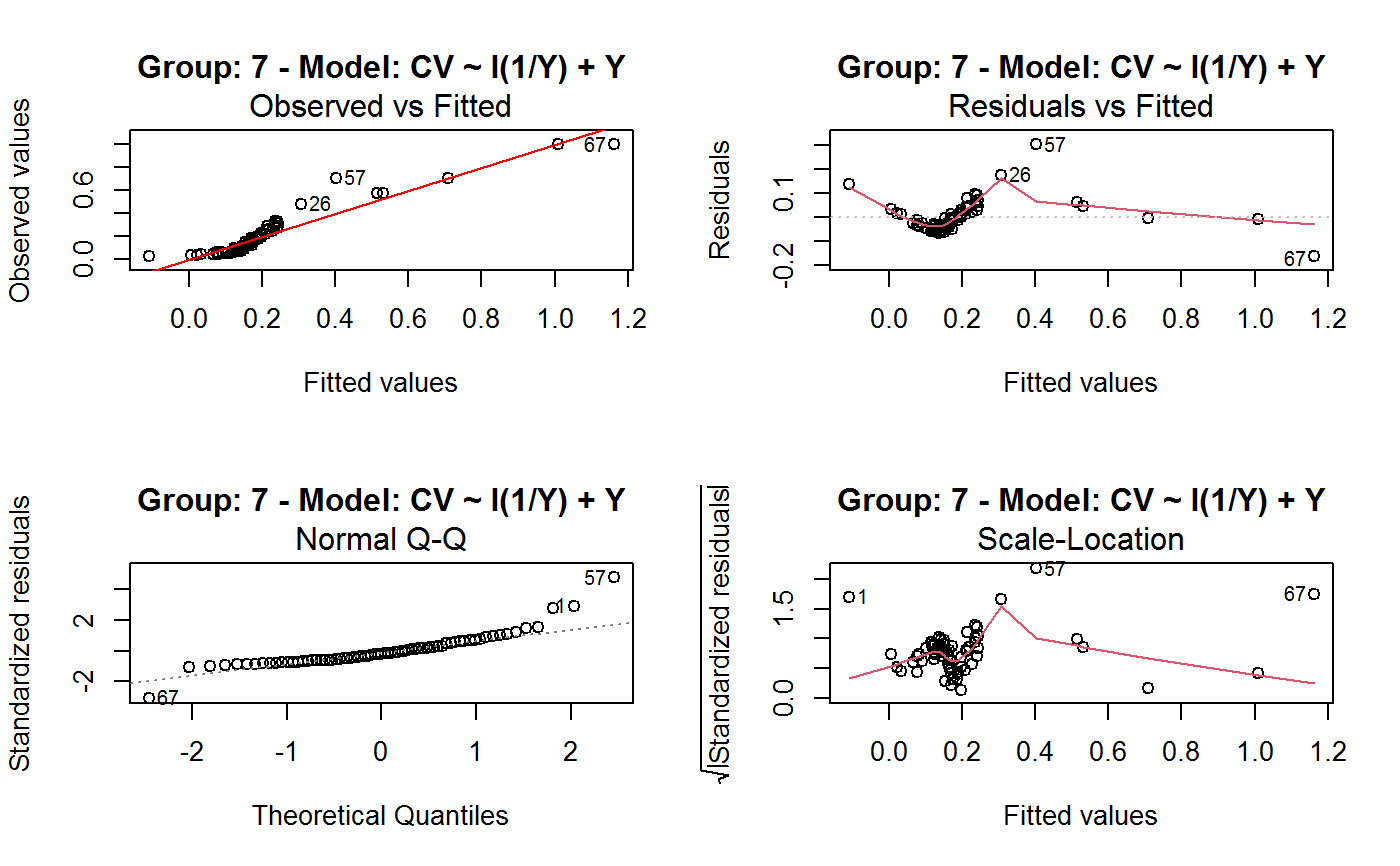 Group: 7 - Model: CV ~ I(1/Y) + Y
Observed vs Fitted
Observed values
0.0 0.6
57
26
67
0.0 0.2 0.4 0.6 0.8 1.0 1.2
Fitted values
Group: 7 - Model: CV ~ I(1/Y) + Y
Residuals vs Fitted
Residuals
-0.2 0.1
57
26
67
0.0 0.2 0.4 0.6 0.8 1.0 1.2
Fitted values
Group: 7 - Model: CV ~ I(1/Y) + Y
Normal Q-Q
Standardized residuals
-2 2
57
1
67
-2 -1 0 1 2
Theoretical Quantiles
Group: 7 - Model: CV ~ I(1/Y) + Y
Scale-Location
√|Standardized residuals|
0.0 1.5
57
1
67
0.0 0.2 0.4 0.6 0.8 1.0 1.2
Fitted values